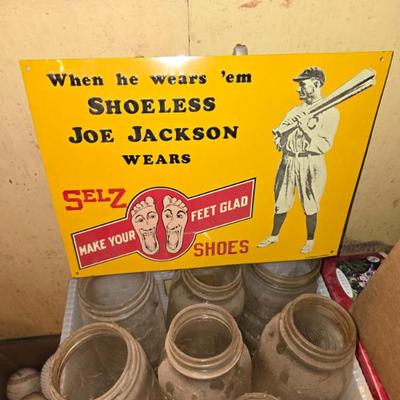 When he wears 'em
SHOELESS
JOE JACKSON
WEARS
SELZ
MAKE YOUR FEET GLAD
SHOES